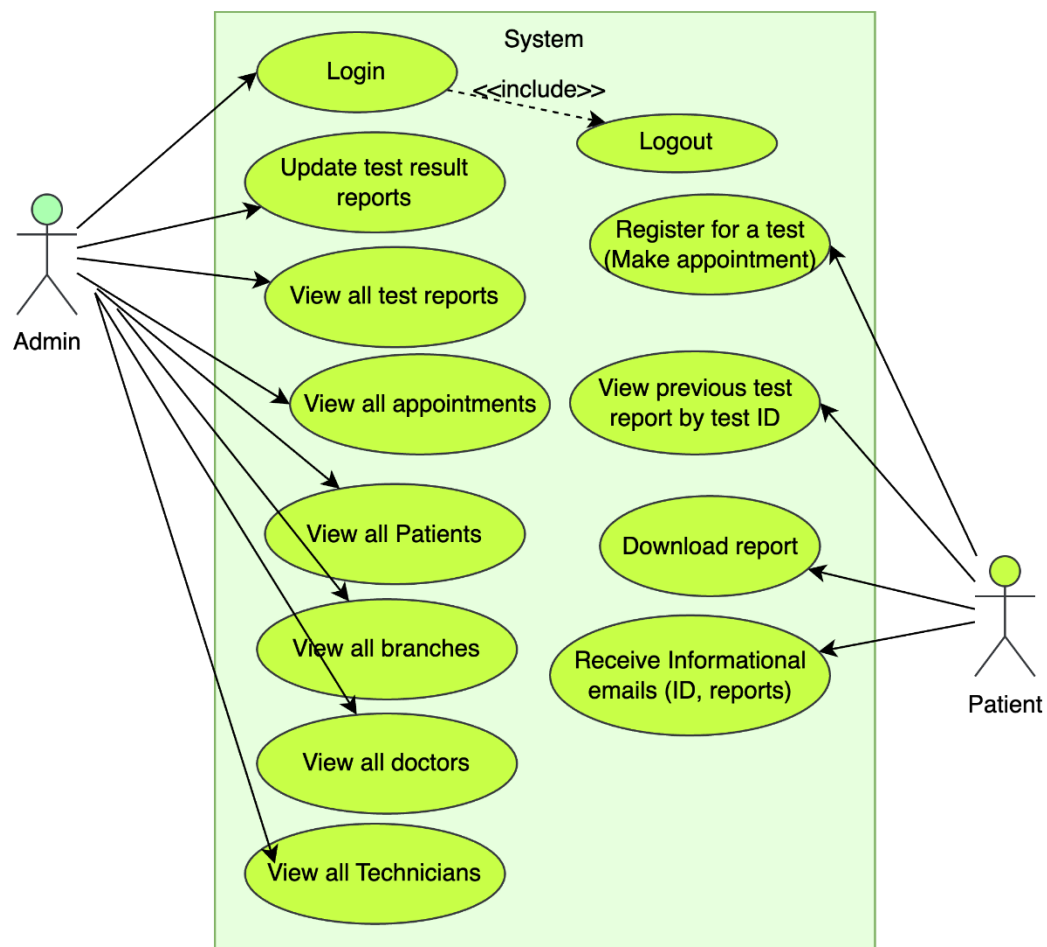 System
Login
<<include>>
Logout
Update test result
reports
Register for a test
(Make appointment)
View all test reports
Admin
View all appointments
View previous test
report by test ID
View all Patients
Download report
View all branches
Receive Informational
emails (ID, reports)
Patient
View all doctors
View all Technicians